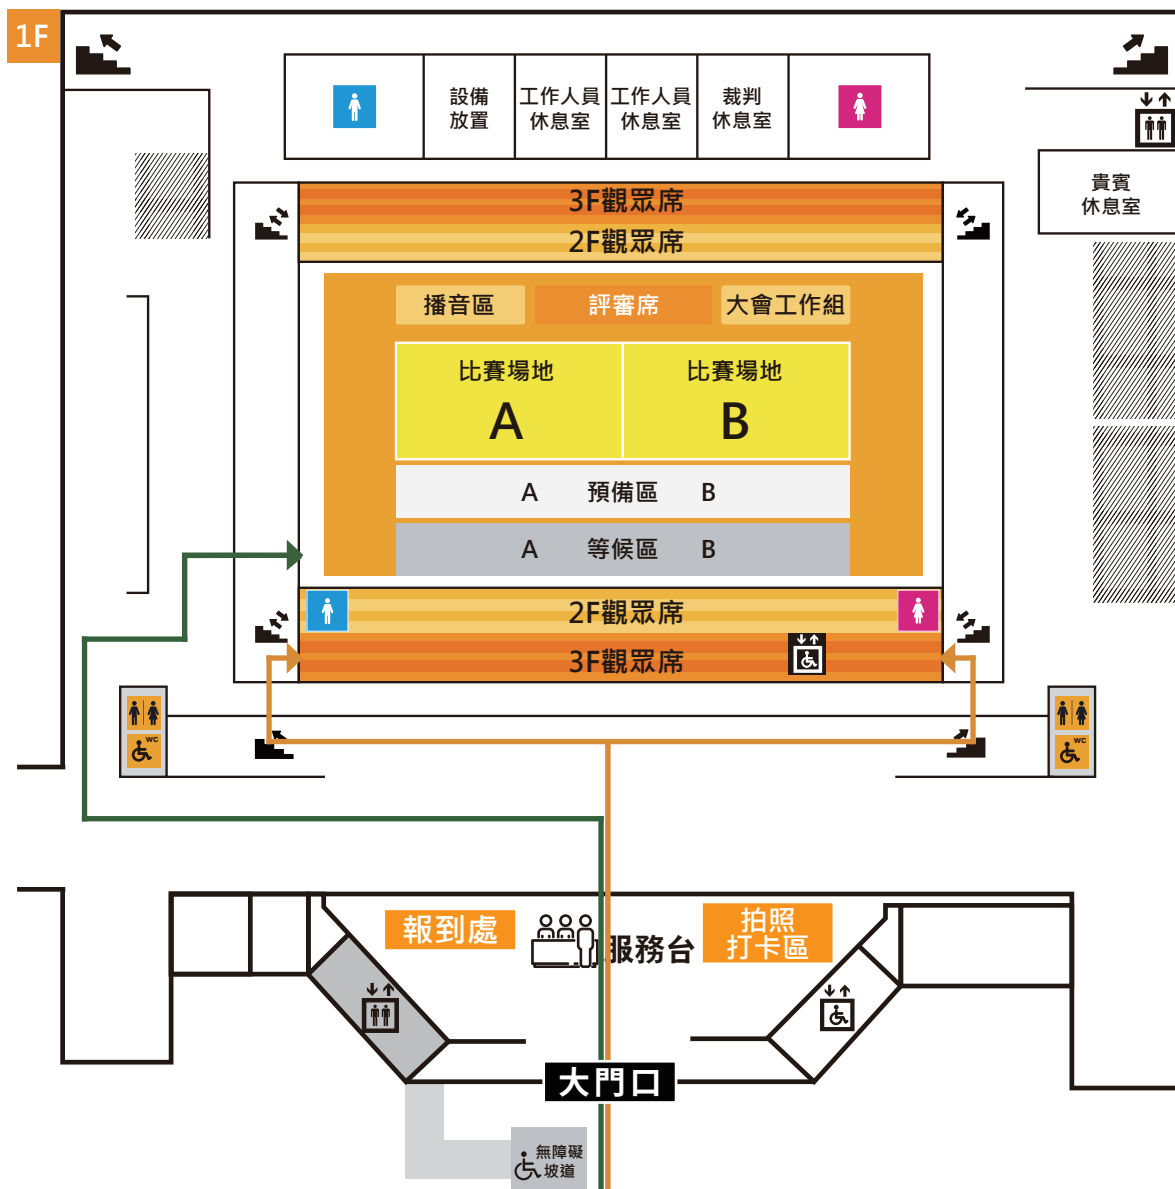 1F
設備
放置
工作人員
休息室
工作人員
休息室
裁判
休息室
貴賓
休息室
3F觀眾席
2F觀眾席
播音區
評審席
大會工作組
比賽場地
A
比賽場地
B
A 預備區 B
A 等候區 B
2F觀眾席
3F觀眾席
WC
WC
報到處
服務台
拍照
打卡區
大門口
無障礙
坡道